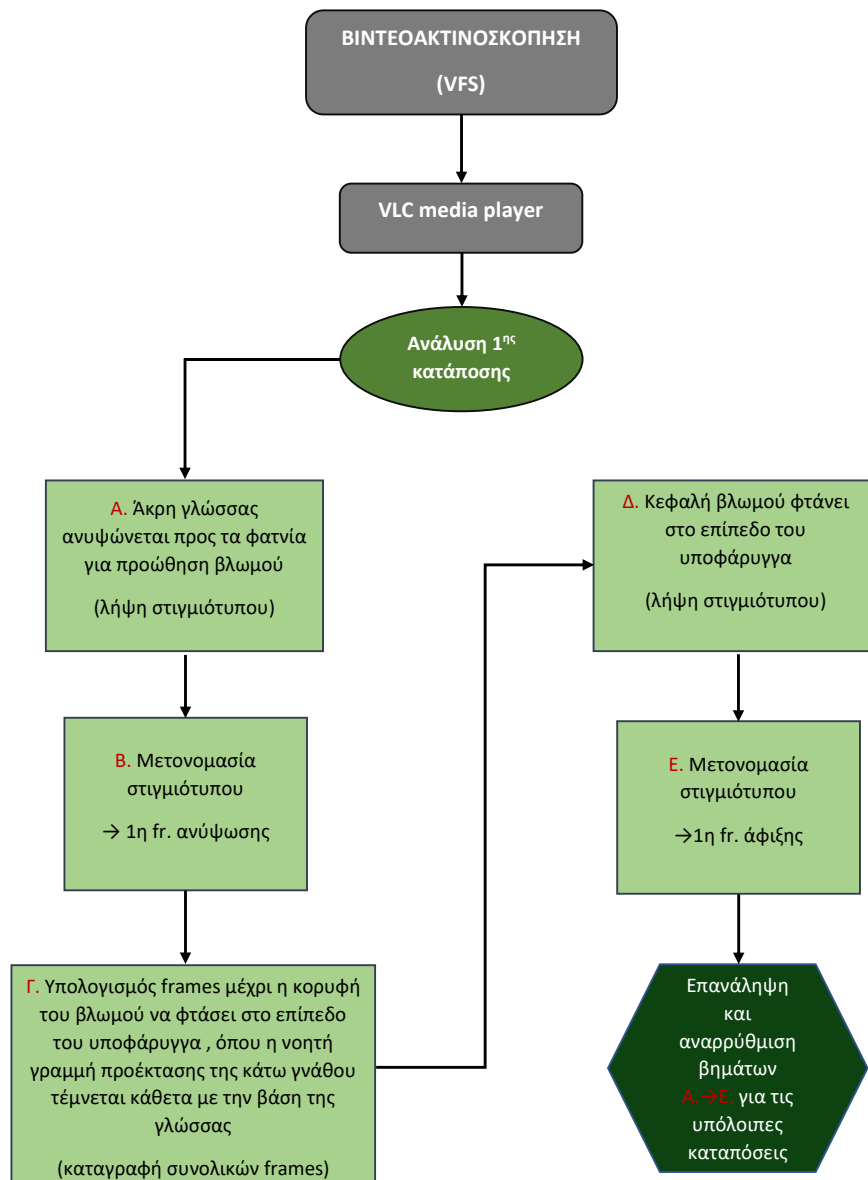 ΒΙΝΤΕΟΑΚΤΙΝΟΣΚΟΠΗΣΗ
(VFS)
VLC media player
Ανάλυση 1ης
κατάποσης
Α. Άκρη γλώσσας
ανυψώνεται προς τα φατνία
για προώθηση βλωμού
(λήψη στιγμιότυπου)
Β. Μετονομασία
στιγμιότυπου
→ 1η fr. ανύψωσης
Γ. Υπολογισμός frames μέχρι η κορυφή
του βλωμού να φτάσει στο επίπεδο
του υποφάρυγγα , όπου η νοητή
γραμμή προέκτασης της κάτω γνάθου
τέμνεται κάθετα με την βάση της
γλώσσας
(καταγραφή συνολικών frames)
Δ. Κεφαλή βλωμού φτάνει
στο επίπεδο του
υποφάρυγγα
(λήψη στιγμιότυπου)
Ε. Μετονομασία
στιγμιότυπου
→1η fr. άφιξης
Επανάληψη
και
αναρρύθμιση
βημάτων
Α.→Ε. για τις
υπόλοιπες
καταπόσεις